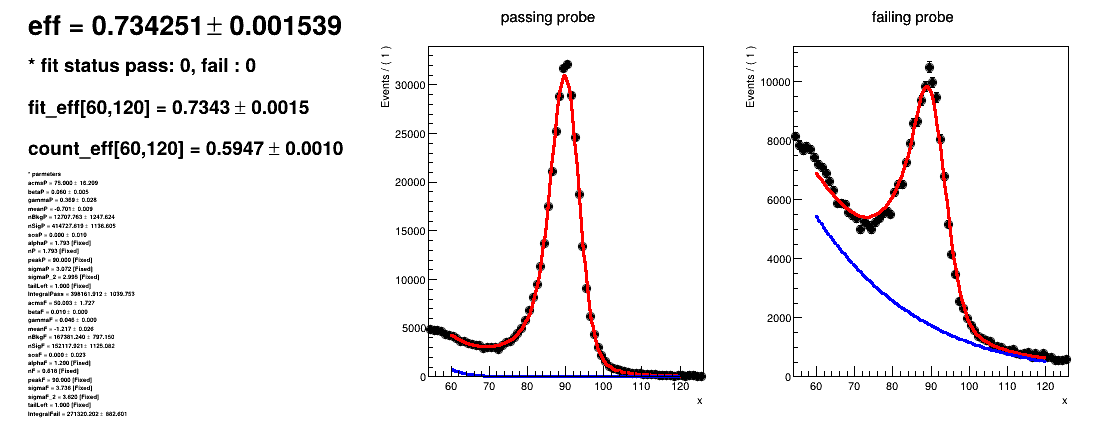 eff = 0.734251 ± 0.001539
* fit status pass: 0, fail : 0
fit_eff[60,120] = 0.7343 ± 0.0015
count_eff[60,120] = 0.5947 ± 0.0010
* parmeters
acmsP = 75.000 ± 16.209
betaP = 0.060 ± 0.005
gammaP = 0.369 ± 0.028
meanP = -0.701 ± 0.009
nBkgP = 12707.763 ± 1247.624
nSigP = 414727.619 ± 1136.605
sosP = 0.000 ± 0.010
alphaP = 1.793 [Fixed]
nP = 1.793 [Fixed]
peakP = 90.000 [Fixed]
sigmaP = 3.072 [Fixed]
sigmaP_2 = 2.995 [Fixed]
tailLeft = 1.000 [Fixed]
IntegralPass = 398161.912 ± 1039.753
acmsF = 50.003 ± 1.727
betaF = 0.010 ± 0.009
gammaF = 0.046 ± 0.009
meanF = -1.217 ± 0.026
nBkgF = 167381.240 ± 797.150
nSigF = 152117.921 ± 1125.082
sosF = 0.000 ± 0.023
alphaF = 1.200 [Fixed]
nF = 0.616 [Fixed]
peakF = 90.000 [Fixed]
sigmaF = 3.736 [Fixed]
sigmaF_2 = 3.620 [Fixed]
tailLeft = 1.000 [Fixed]
IntegralFail = 271320.202 ± 882.601
passing probe
Events / ( 1 )
30000
25000
20000
15000
10000
5000
0
60 70 80 90 100 110 120
x
failing probe
Events / ( 1 )
10000
8000
6000
4000
2000
0
60 70 80 90 100 110 120
x